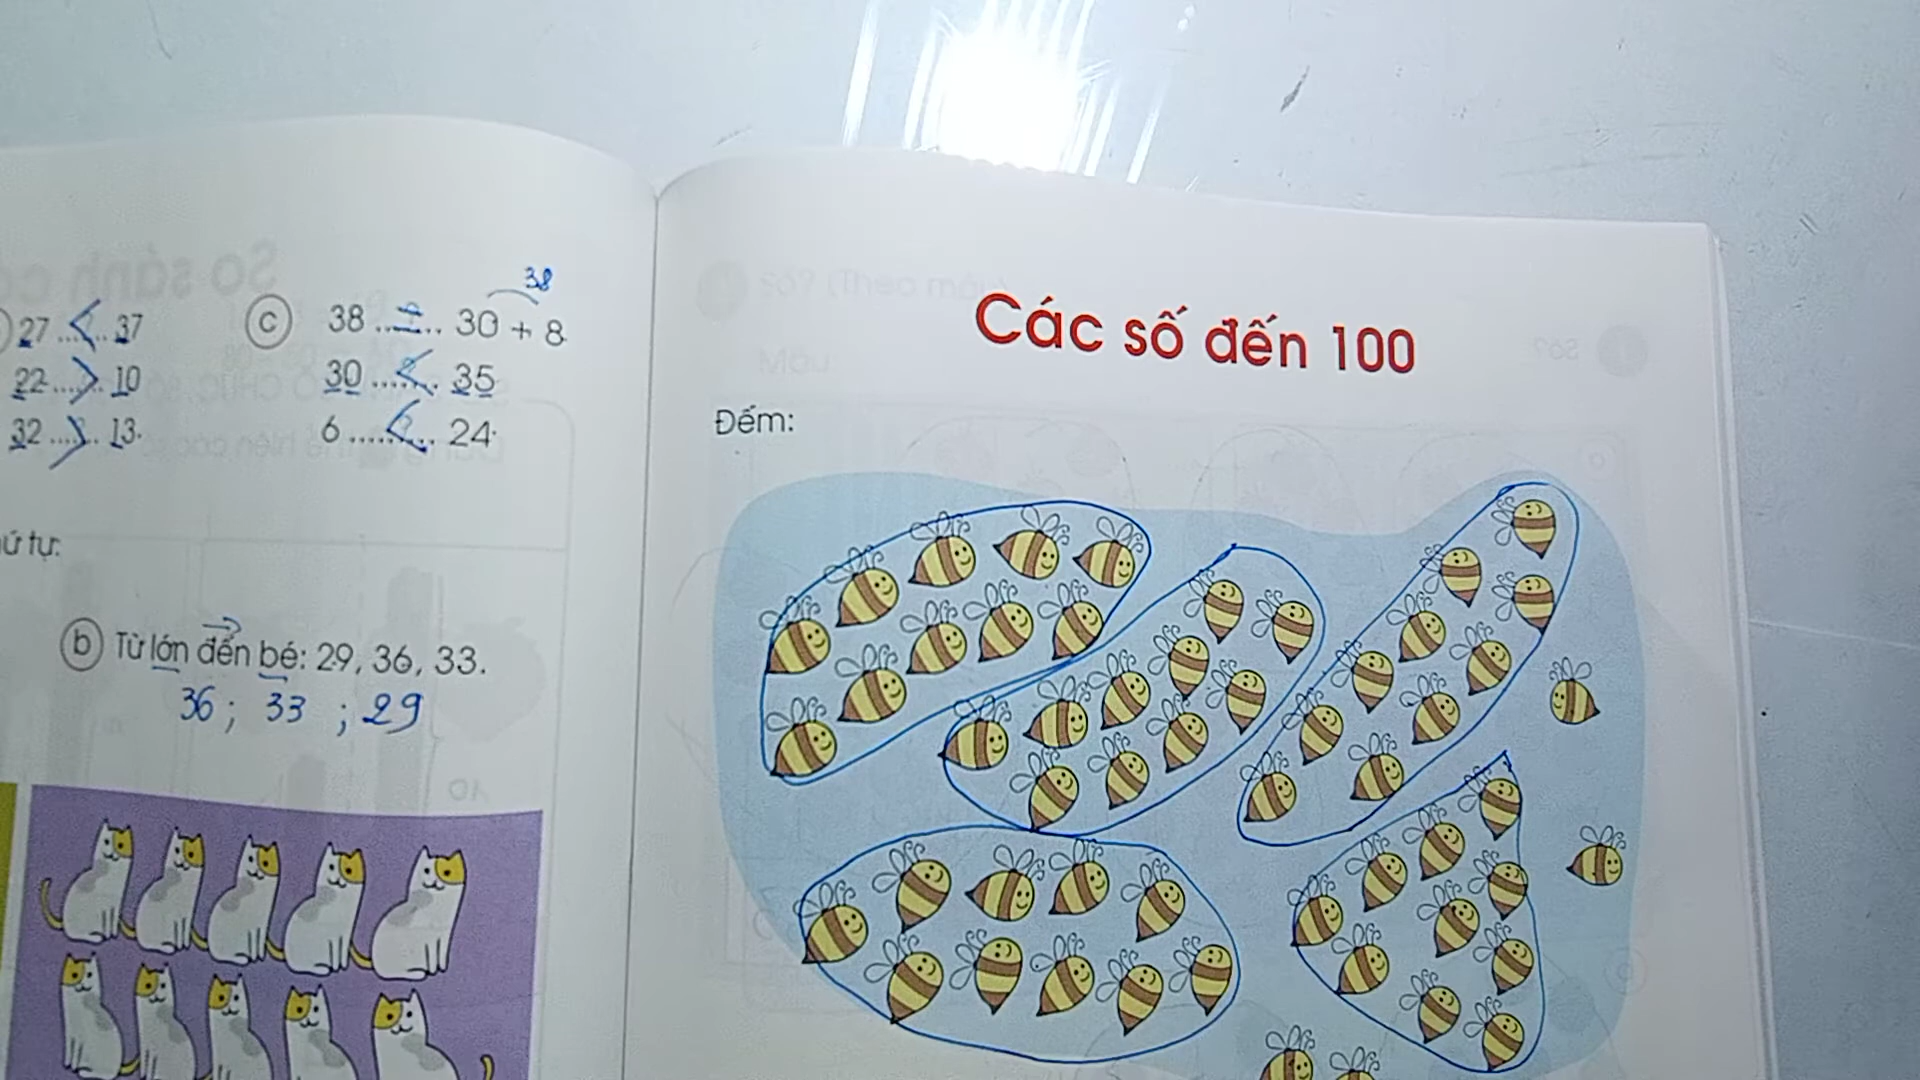 27 < 37
22 > 10
32 > 13
38
c 38 = 30 + 8
30 < 35
6 < 24
tự:
b Từ lớn đến bé: 29, 36, 33.
36 ; 33 ; 29
Các số đến 100
Đếm: